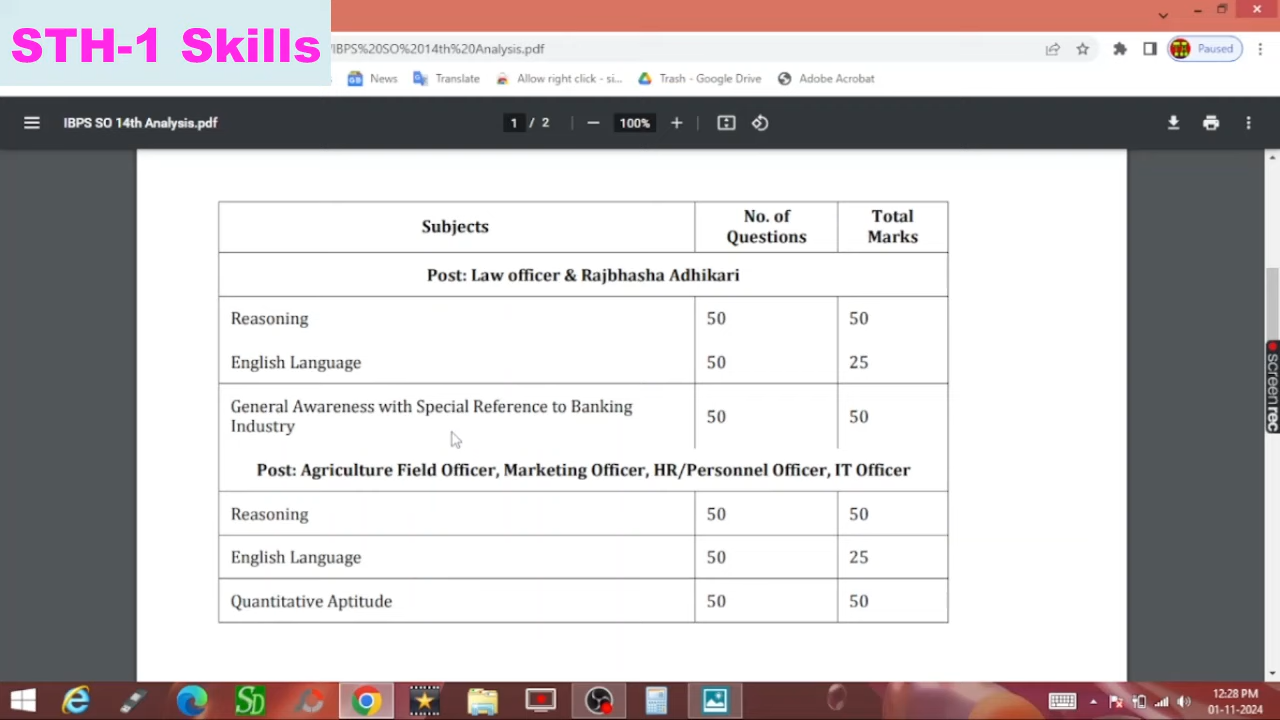 STH-1 Skills
/IBPS%20SO%2014th%20Analysis.pdf
Paused
News
Translate
Allow right click - si...
Trash - Google Drive
Adobe Acrobat
IBPS SO 14th Analysis.pdf
1 / 2
100%
Subjects No. of Questions Total Marks
Post: Law officer & Rajbhasha Adhikari
Reasoning 50 50
English Language 50 25
General Awareness with Special Reference to Banking
Industry 50 50
Post: Agriculture Field Officer, Marketing Officer, HR/Personnel Officer, IT Officer
Reasoning 50 50
English Language 50 25
Quantitative Aptitude 50 50
screenrec
SD
12:28 PM
01-11-2024